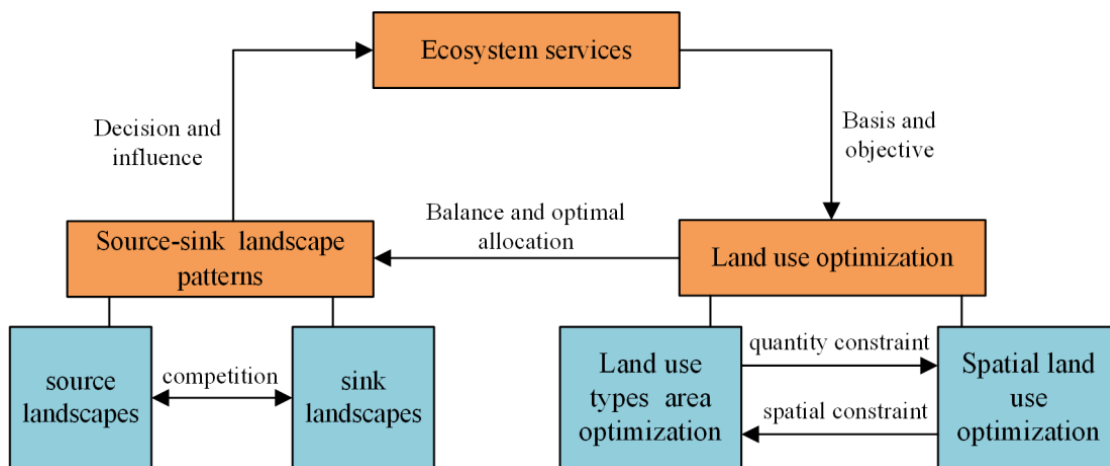 Ecosystem services
Decision and
influence
Basis and
objective
Balance and optimal
allocation
Source-sink landscape
patterns
Land use optimization
source
landscapes
competition
sink
landscapes
Land use
types area
optimization
quantity constraint
spatial constraint
Spatial land
use
optimization